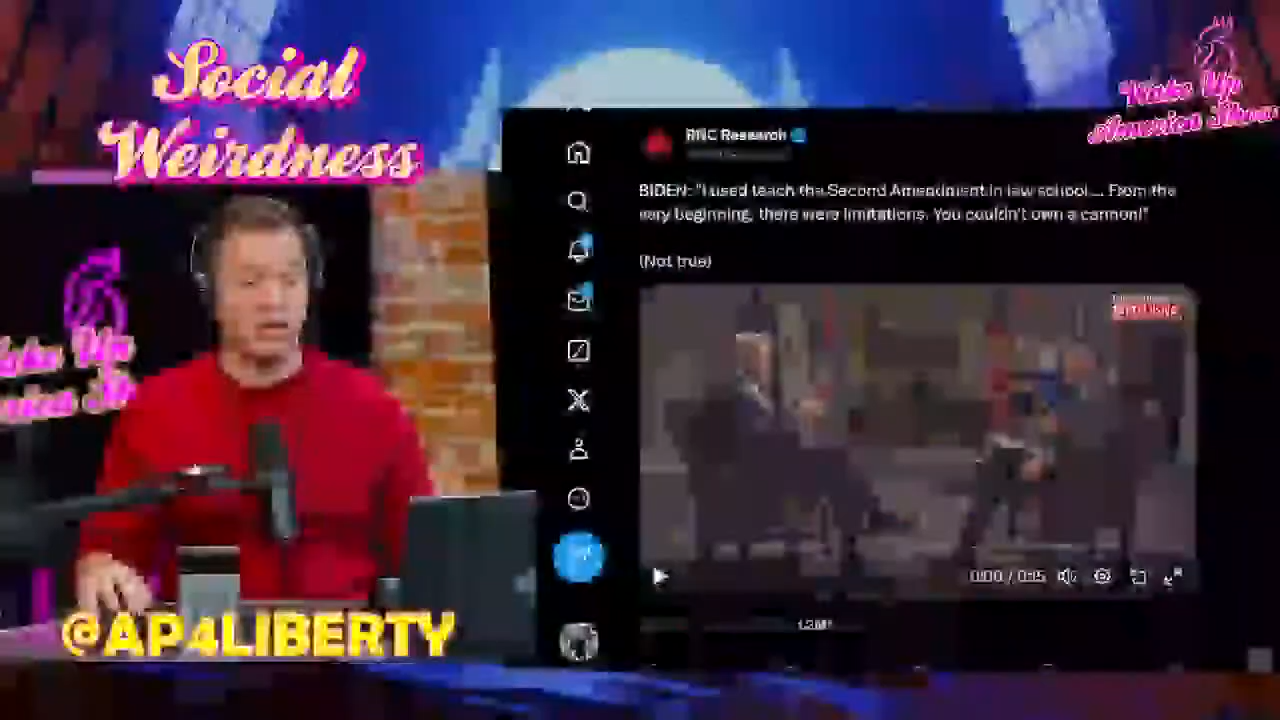 Social
Weirdness
Wake Up
America Show
RNC Research
BIDEN: "I used teach the Second Amendment in law school... From the
very beginning, there were limitations. You couldn't own a cannon!"
(Not true)
0:00 / 0:15
@AP4LIBERTY